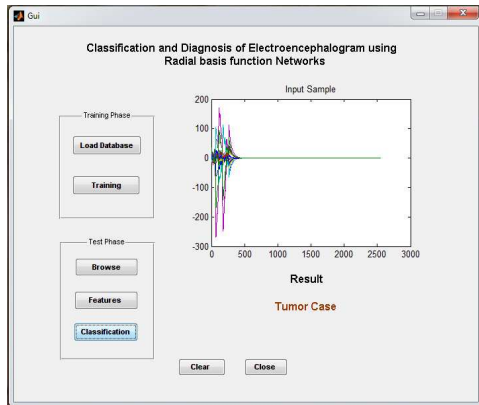 Gui
Classification and Diagnosis of Electroencephalogram using
Radial basis function Networks
Training Phase
Load Database
Training
Test Phase
Browse
Features
Classification
Input Sample
200
100
0
-100
-200
-300
0 500 1000 1500 2000 2500 3000
Result
Tumor Case
Clear Close